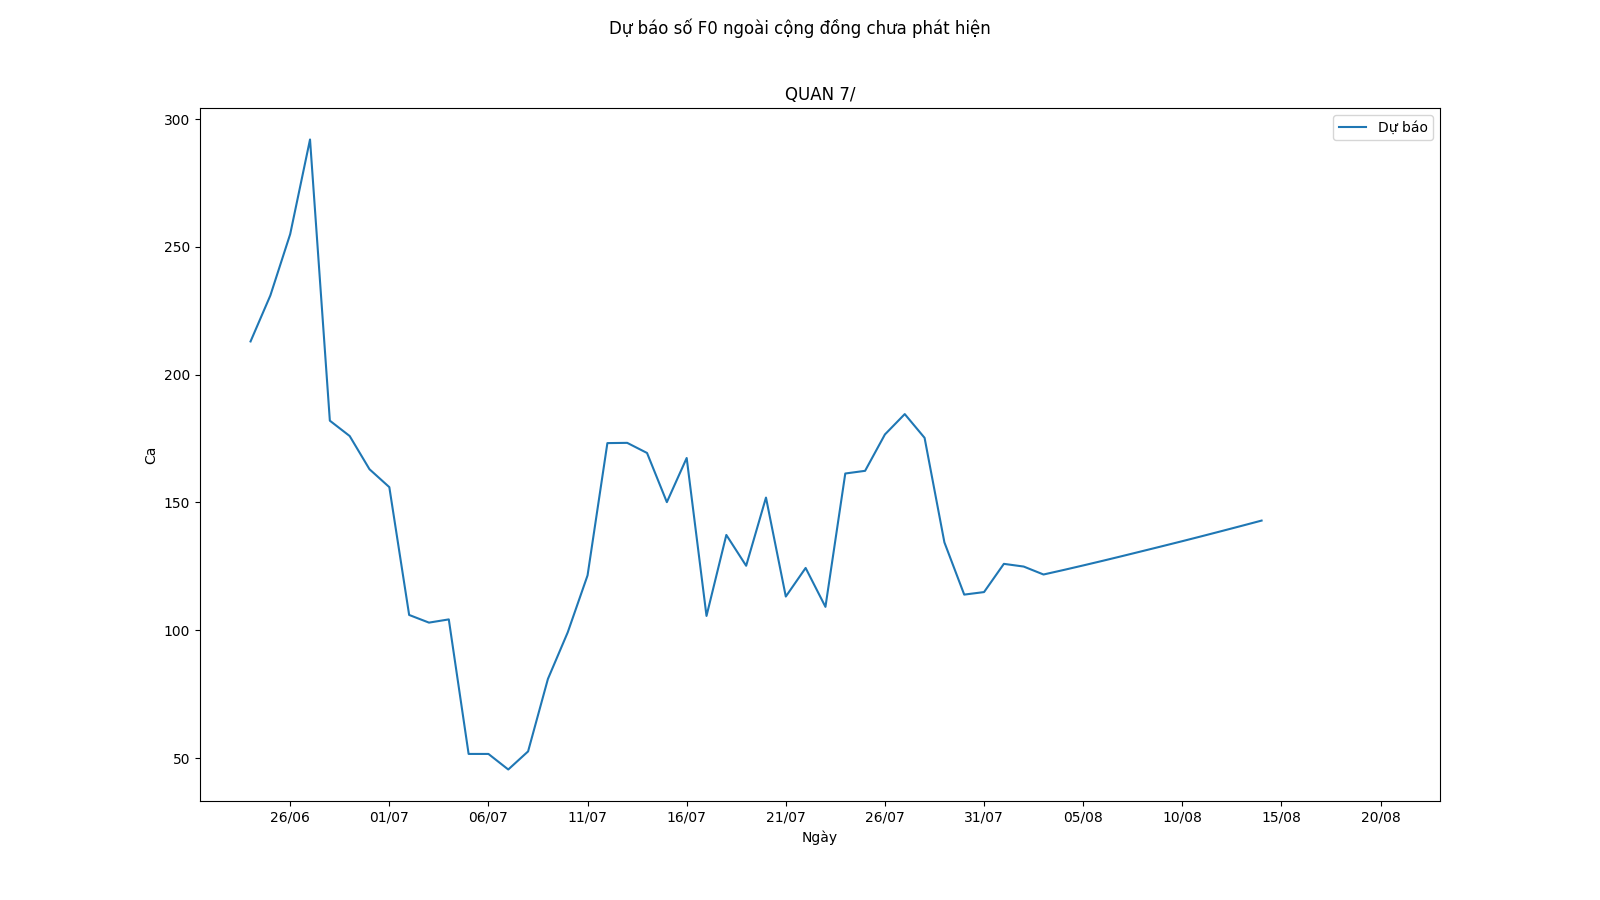 Dự báo số F0 ngoài cộng đồng chưa phát hiện
QUAN 7/
Dự báo
300
250
200
150
100
50
Ca
26/06 01/07 06/07 11/07 16/07 21/07 26/07 31/07 05/08 10/08 15/08 20/08
Ngày